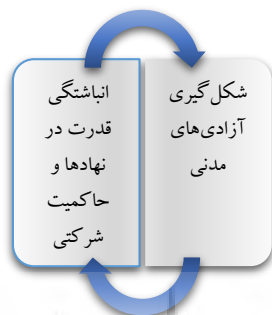 شکل‌گیری
آزادی‌های
مدنی
انباشتگی
قدرت در
نهادها و
حاکمیت
شرکتی